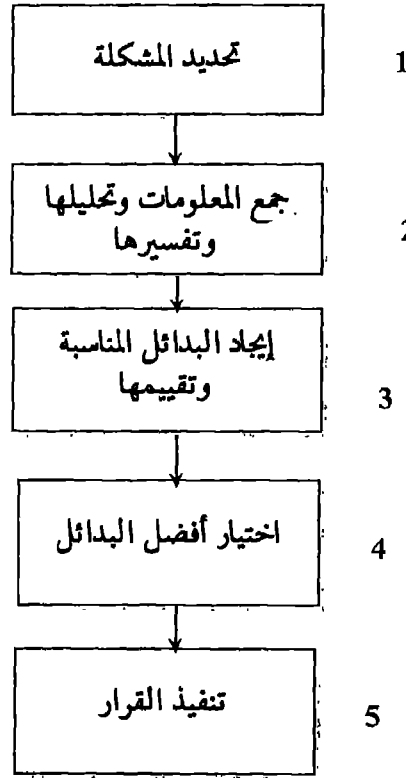 تحديد المشكلة
1
جمع المعلومات وتحليلها
وتفسيرها
2
إيجاد البدائل المناسبة
وتقييمها
3
اختيار أفضل البدائل
4
تنفيذ القرار
5